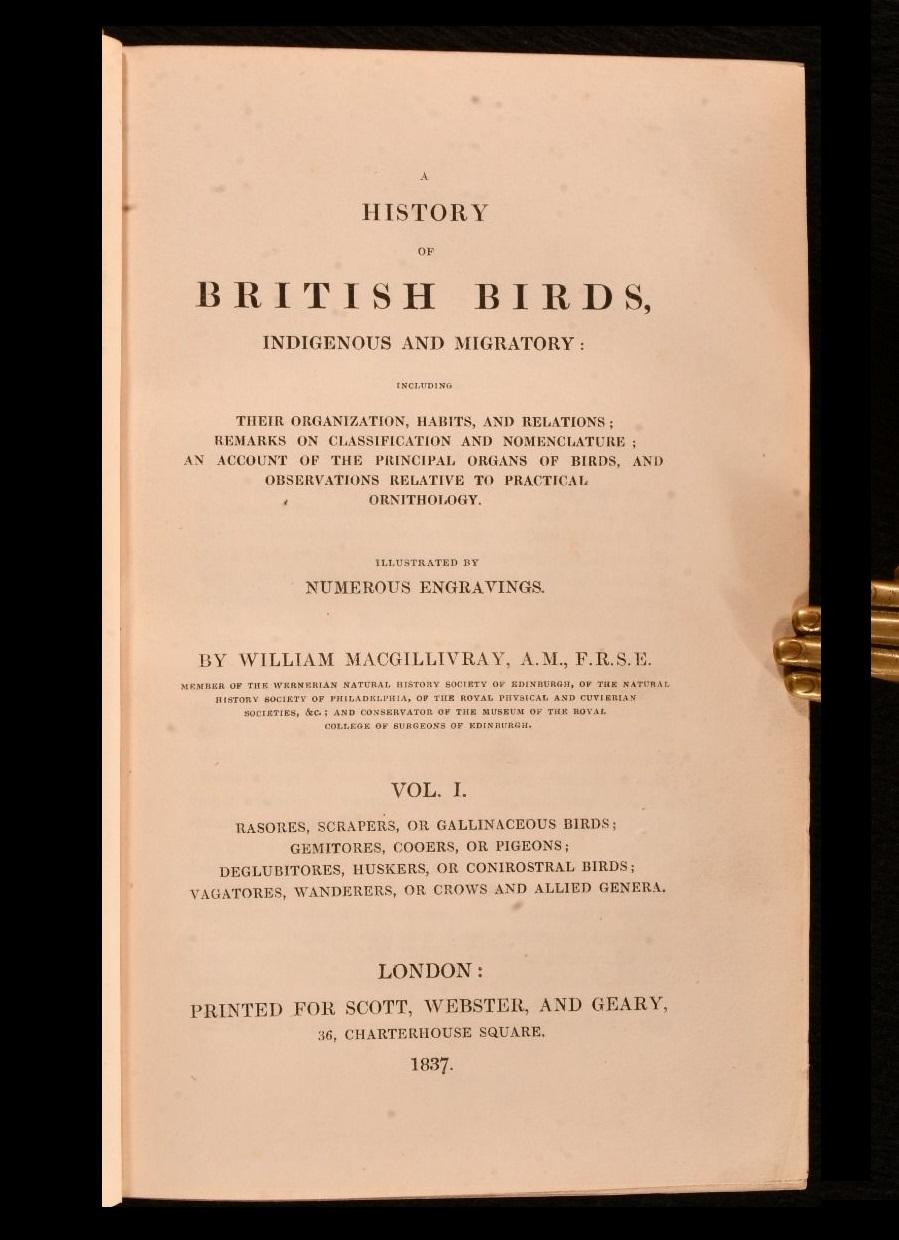 A
HISTORY
OF
BRITISH BIRDS,
INDIGENOUS AND MIGRATORY:
INCLUDING
THEIR ORGANIZATION, HABITS, AND RELATIONS;
REMARKS ON CLASSIFICATION AND NOMENCLATURE;
AN ACCOUNT OF THE PRINCIPAL ORGANS OF BIRDS, AND
OBSERVATIONS RELATIVE TO PRACTICAL
ORNITHOLOGY.
ILLUSTRATED BY
NUMEROUS ENGRAVINGS.
BY WILLIAM MACGILLIVRAY, A.M., F.R.S.E.
MEMBER OF THE WERNERIAN NATURAL HISTORY SOCIETY OF EDINBURGH, OF THE NATURAL
HISTORY SOCIETY OF PHILADELPHIA, OF THE ROYAL PHYSICAL AND CUVIERIAN
SOCIETIES, &c.; AND CONSERVATOR OF THE MUSEUM OF THE ROYAL
COLLEGE OF SURGEONS OF EDINBURGH.
VOL. I.
RASORES, SCRAPERS, OR GALLINACEOUS BIRDS;
GEMITORES, COOERS, OR PIGEONS;
DEGLUBITORES, HUSKERS, OR CONIROSTRAL BIRDS;
VAGATORES, WANDERERS, OR CROWS AND ALLIED GENERA.
LONDON:
PRINTED FOR SCOTT, WEBSTER, AND GEARY,
36, CHARTERHOUSE SQUARE.
1837.